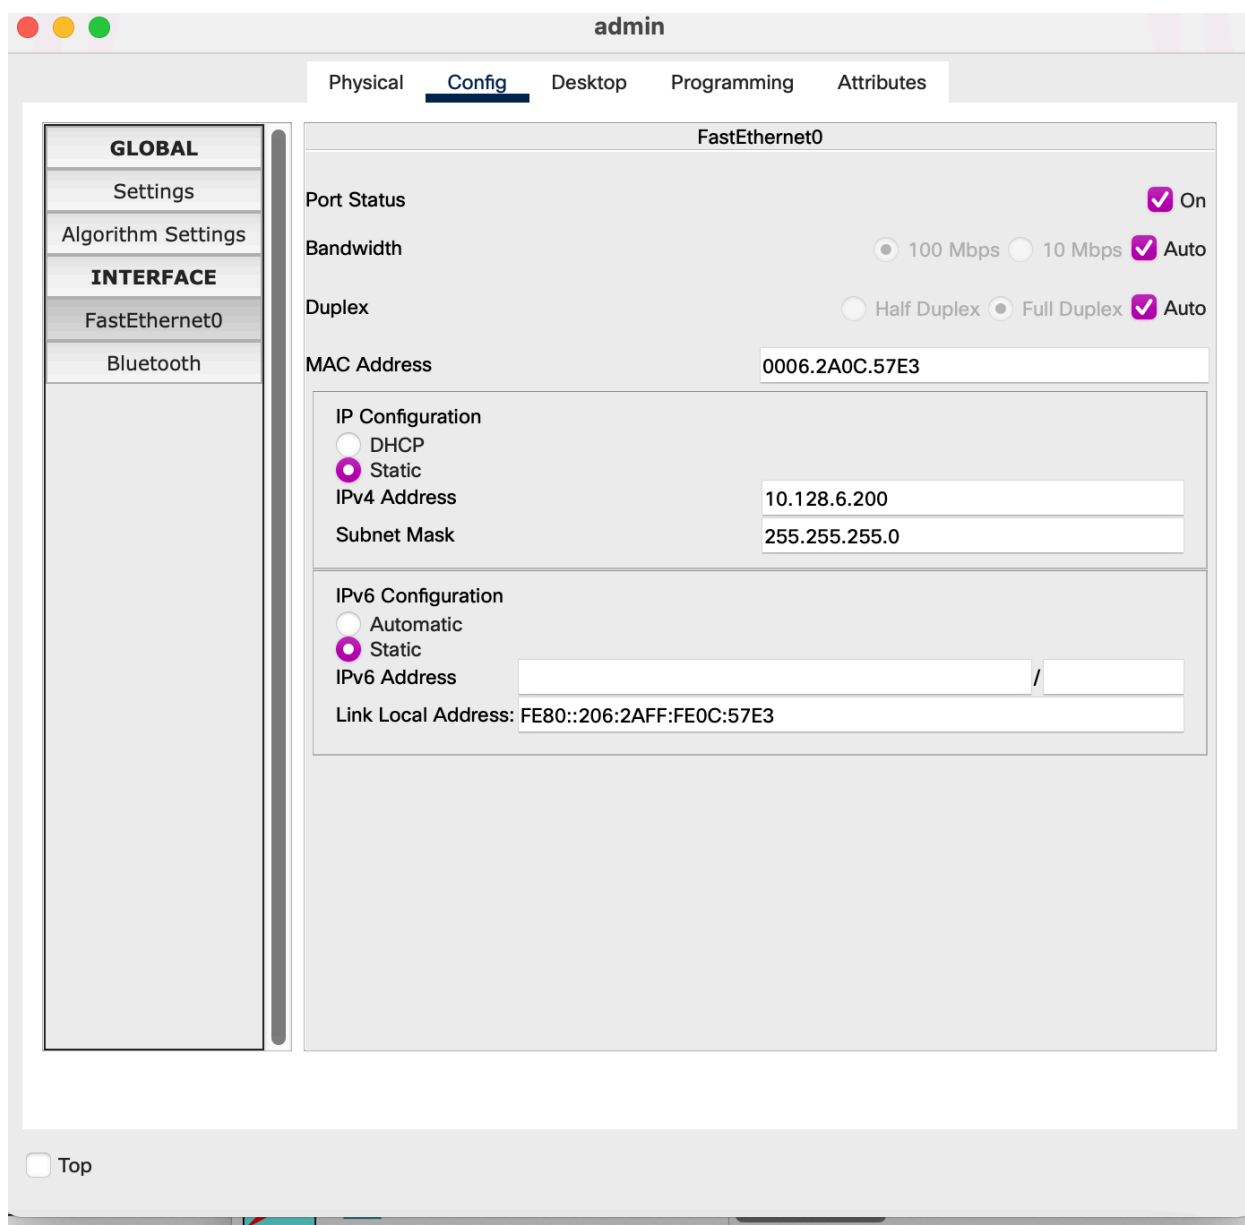 admin
Physical Config Desktop Programming Attributes
GLOBAL
Settings
Algorithm Settings
INTERFACE
FastEthernet0
Bluetooth
FastEthernet0
Port Status On
Bandwidth 100 Mbps 10 Mbps Auto
Duplex Half Duplex Full Duplex Auto
MAC Address 0006.2A0C.57E3
IP Configuration
DHCP
Static
IPv4 Address 10.128.6.200
Subnet Mask 255.255.255.0
IPv6 Configuration
Automatic
Static
IPv6 Address /
Link Local Address: FE80::206:2AFF:FE0C:57E3
Top